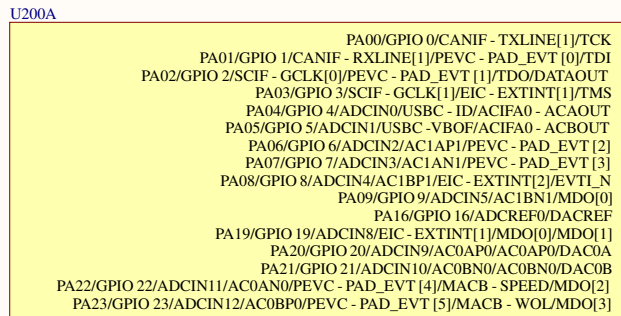 U200A
PA00/GPIO 0/CANIF - TXLINE[1]/TCK
PA01/GPIO 1/CANIF - RXLINE[1]/PEVC - PAD_EVT [0]/TDI
PA02/GPIO 2/SCIF - GCLK[0]/PEVC - PAD_EVT [1]/TDO/DATAOUT
PA03/GPIO 3/SCIF - GCLK[1]/EIC - EXTINT[1]/TMS
PA04/GPIO 4/ADCIN0/USBC - ID/ACIFA0 - ACAOUT
PA05/GPIO 5/ADCIN1/USBC -VBOF/ACIFA0 - ACBOUT
PA06/GPIO 6/ADCIN2/AC1AP1/PEVC - PAD_EVT [2]
PA07/GPIO 7/ADCIN3/AC1AN1/PEVC - PAD_EVT [3]
PA08/GPIO 8/ADCIN4/AC1BP1/EIC - EXTINT[2]/EVTI_N
PA09/GPIO 9/ADCIN5/AC1BN1/MDO[0]
PA16/GPIO 16/ADCREF0/DACREF
PA19/GPIO 19/ADCIN8/EIC - EXTINT[1]/MDO[0]/MDO[1]
PA20/GPIO 20/ADCIN9/AC0AP0/AC0AP0/DAC0A
PA21/GPIO 21/ADCIN10/AC0BN0/AC0BN0/DAC0B
PA22/GPIO 22/ADCIN11/AC0AN0/PEVC - PAD_EVT [4]/MACB - SPEED/MDO[2]
PA23/GPIO 23/ADCIN12/AC0BP0/PEVC - PAD_EVT [5]/MACB - WOL/MDO[3]